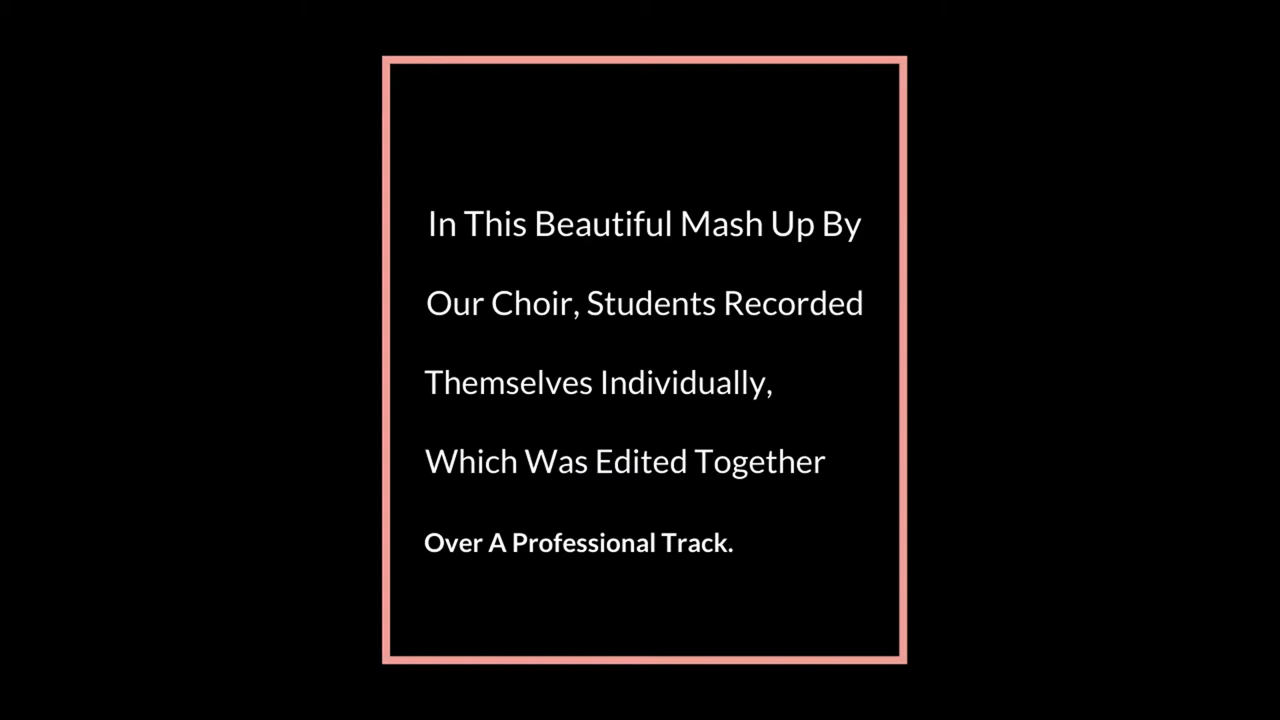 In This Beautiful Mash Up By
Our Choir, Students Recorded
Themselves Individually,
Which Was Edited Together
Over A Professional Track.